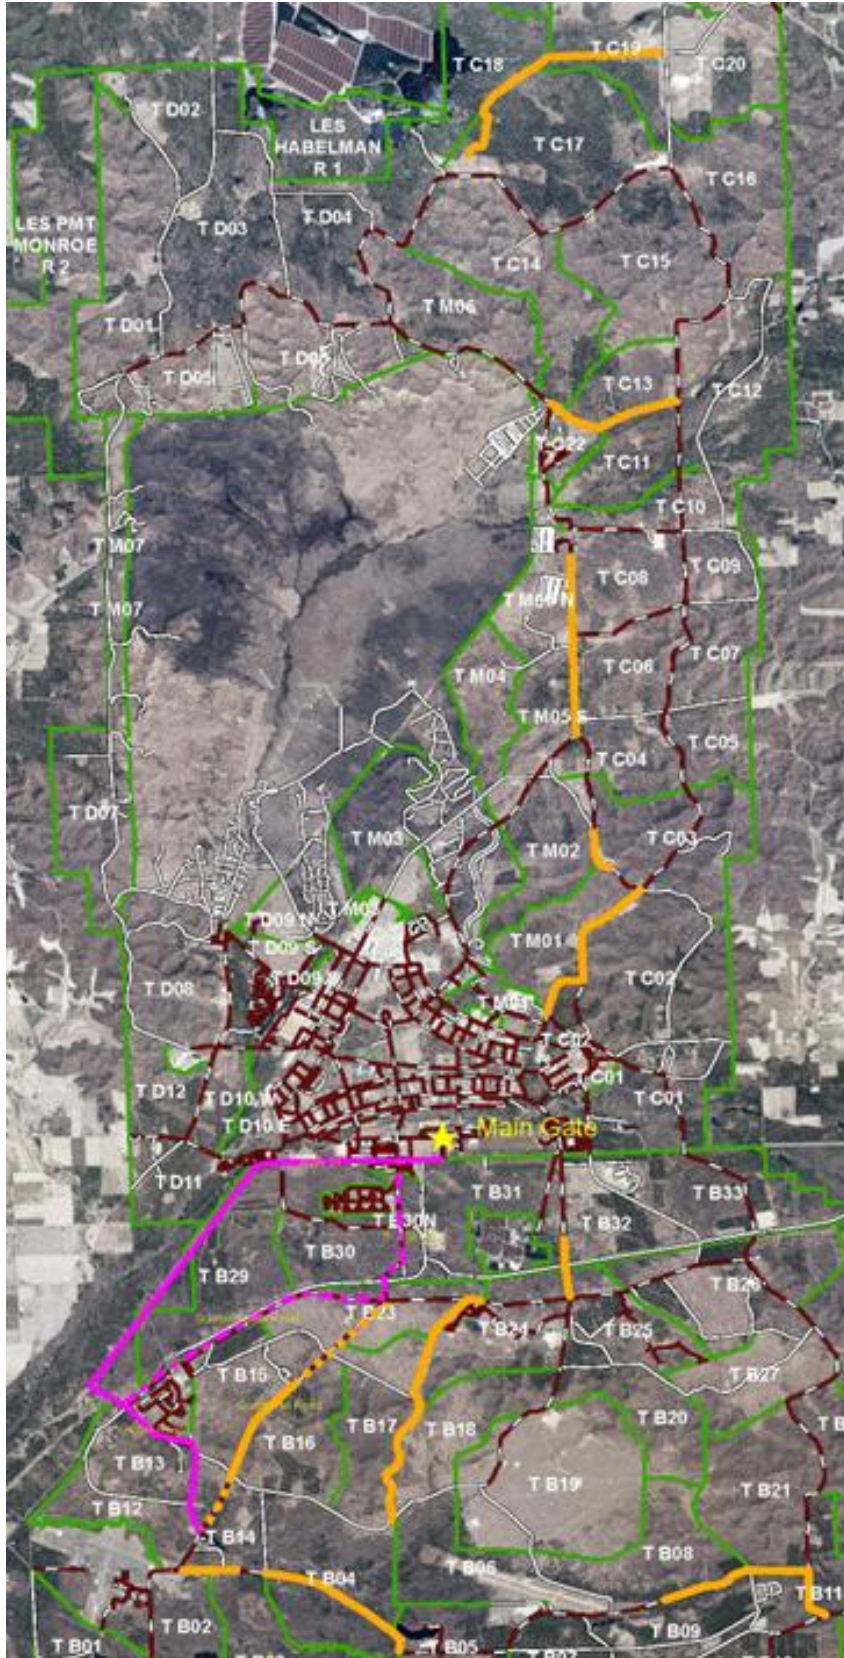 T C18
T C19
T C20
T D02
LES
HABELMAN
R 1
T C17
T C16
LES PMT
MONROE
R 2
T D03
T D04
T C14
T C15
T M06
T D01
T D05
T C13
T C12
T C11
T C10
T M07
T C08
T C09
T M07
T C06
T C07
T M04
T M05 S
T C05
T C04
T D07
T M03
T M02
T C03
T D09 N
T D09 S
T M01
T D08
T C02
T D12
T D10 W
T D10 E
T C01
Main Gate
T D11
T B31
T B33
T B32
T B30N
T B30
T B29
T B23
T B26
T B24
T B25
T B15
T B27
T B17
T B18
T B20
T B16
T B13
T B19
T B21
T B12
T B14
T B08
T B06
T B04
T B11
T B02
T B01
T B05
T B09